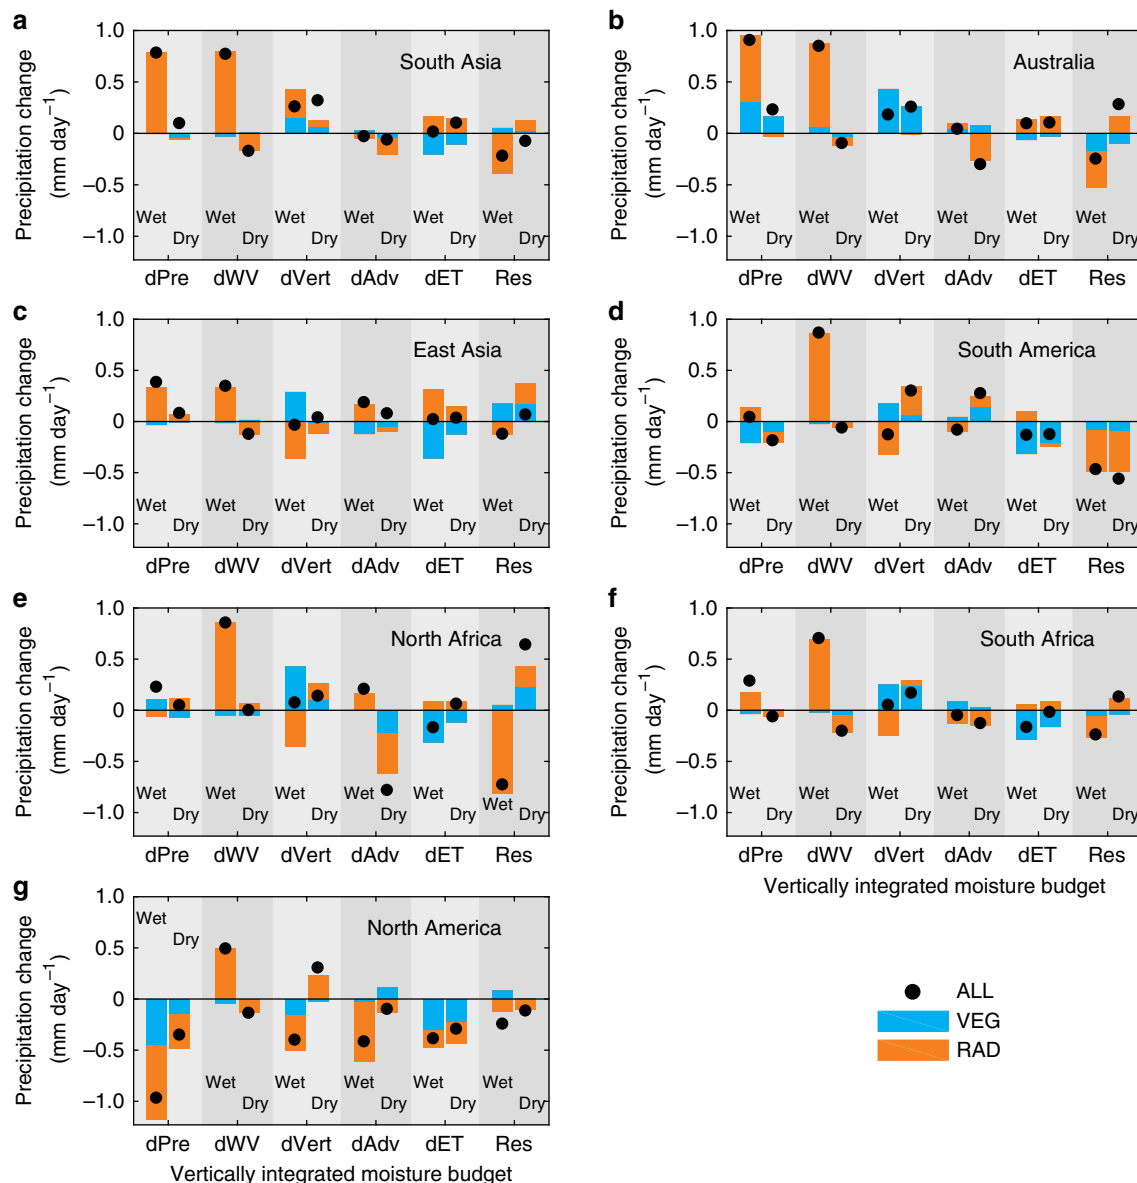 a
Precipitation change
(mm day−1)
1.0
0.5
0
−0.5
−1.0
South Asia
Wet Wet Wet Wet Wet Wet
Dry Dry Dry Dry Dry Dry
dPre dWV dVert dAdv dET Res
b
Precipitation change
(mm day−1)
1.0
0.5
0
−0.5
−1.0
Australia
Wet Wet Wet Wet Wet Wet
Dry Dry Dry Dry Dry Dry
dPre dWV dVert dAdv dET Res
c
Precipitation change
(mm day−1)
1.0
0.5
0
−0.5
−1.0
East Asia
Wet Wet Wet Wet Wet Wet
Dry Dry Dry Dry Dry Dry
dPre dWV dVert dAdv dET Res
d
Precipitation change
(mm day−1)
1.0
0.5
0
−0.5
−1.0
South America
Wet Wet Wet Wet Wet Wet
Dry Dry Dry Dry Dry Dry
dPre dWV dVert dAdv dET Res
e
Precipitation change
(mm day−1)
1.0
0.5
0
−0.5
−1.0
North Africa
Wet Wet Wet Wet Wet Wet
Dry Dry Dry Dry Dry Dry
dPre dWV dVert dAdv dET Res
f
Precipitation change
(mm day−1)
1.0
0.5
0
−0.5
−1.0
South Africa
Wet Wet Wet Wet Wet Wet
Dry Dry Dry Dry Dry Dry
dPre dWV dVert dAdv dET Res
Vertically integrated moisture budget
g
Precipitation change
(mm day−1)
1.0
0.5
0
−0.5
−1.0
Wet
Dry
North America
Wet Wet Wet Wet Wet
Dry Dry Dry Dry Dry
dPre dWV dVert dAdv dET Res
Vertically integrated moisture budget
ALL
VEG
RAD